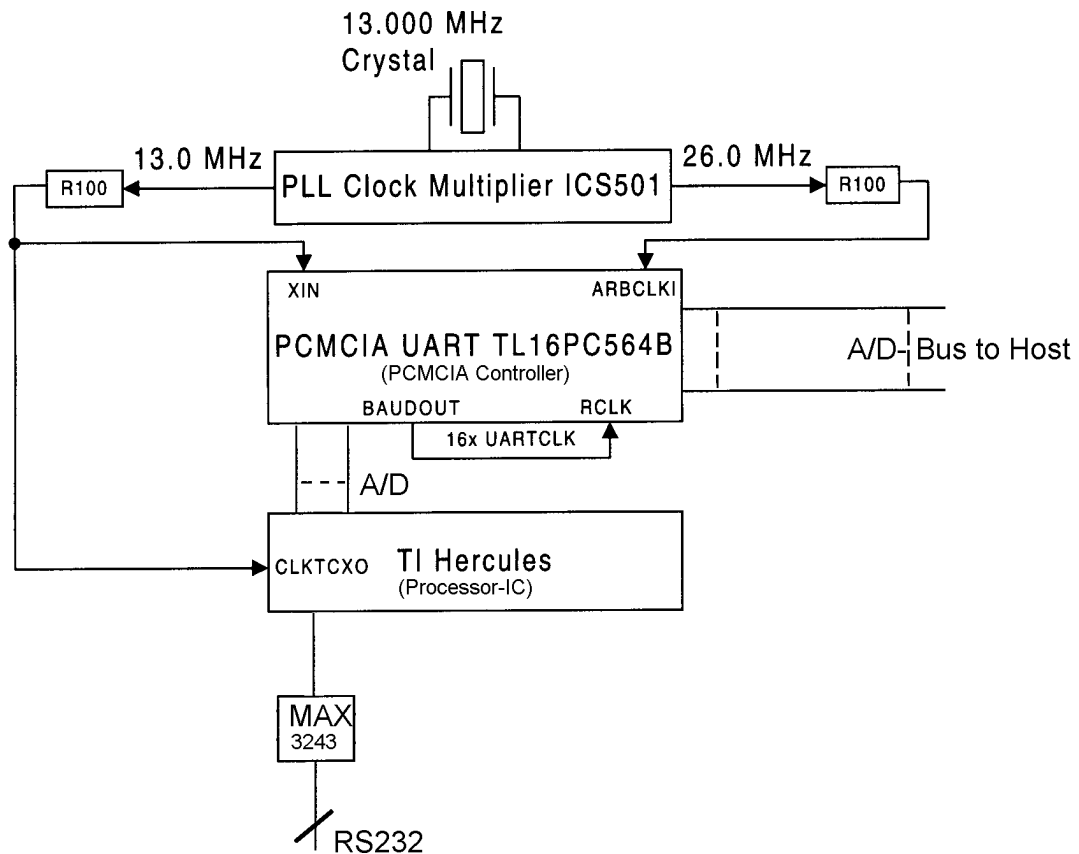 13.000 MHz
Crystal
13.0 MHz
26.0 MHz
R100
PLL Clock Multiplier ICS501
R100
XIN
ARBCLKI
PCMCIA UART TL16PC564B
(PCMCIA Controller)
A/D- Bus to Host
BAUDOUT
RCLK
16x UARTCLK
A/D
CLKTCXO
TI Hercules
(Processor-IC)
MAX
3243
RS232